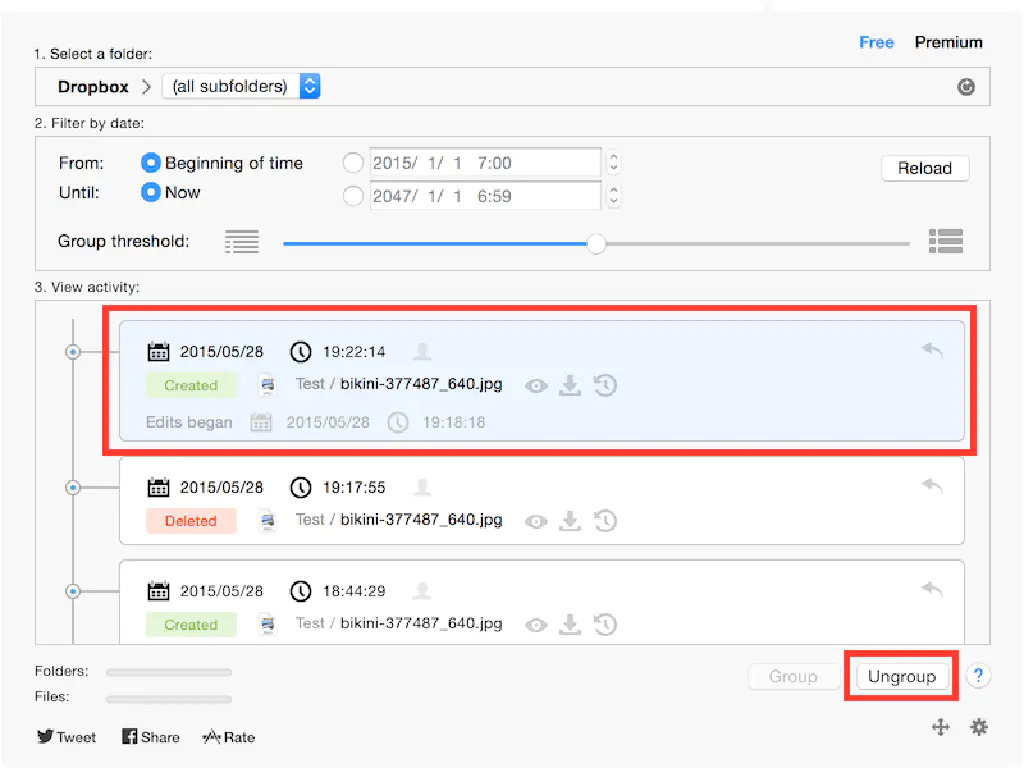 Free Premium
1. Select a folder:
Dropbox (all subfolders)
2. Filter by date:
From: Beginning of time 2015/ 1/ 1 7:00
Reload
Until: Now 2047/ 1/ 1 6:59
Group threshold:
3. View activity:
2015/05/28 19:22:14
Created Test / bikini-377487_640.jpg
Edits began 2015/05/28 19:18:18
2015/05/28 19:17:55
Deleted Test / bikini-377487_640.jpg
2015/05/28 18:44:29
Created Test / bikini-377487_640.jpg
Folders:
Group Ungroup ?
Files:
Tweet Share Rate